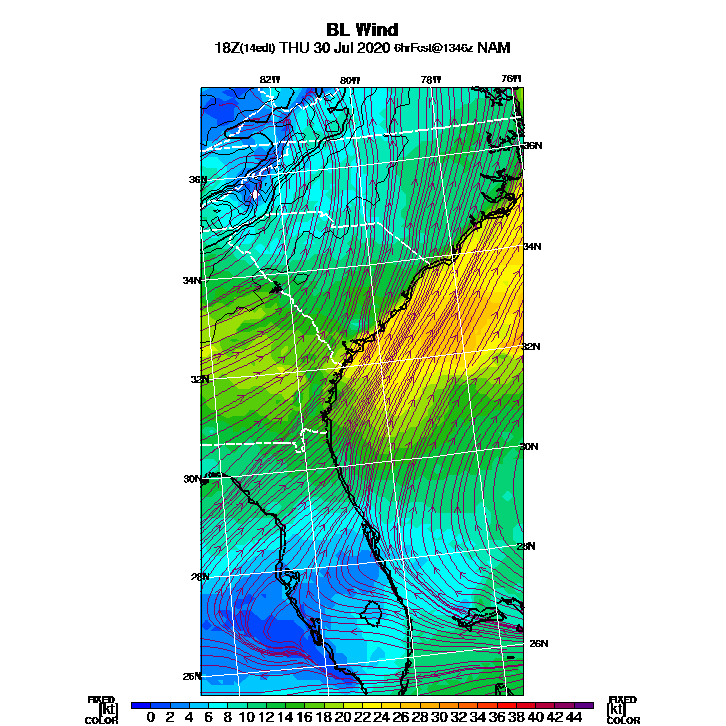 BL Wind
18Z(14edt) THU 30 Jul 2020 6hrFcst@1346z NAM
82W 80W 78W 76W
36N
36N
34N
34N
32N
32N
30N
30N
28N
28N
26N
26N
FIXED FIXED
[kt] 0 2 4 6 8 10 12 14 16 18 20 22 24 26 28 30 32 34 36 38 40 42 44 [kt]
COLOR COLOR